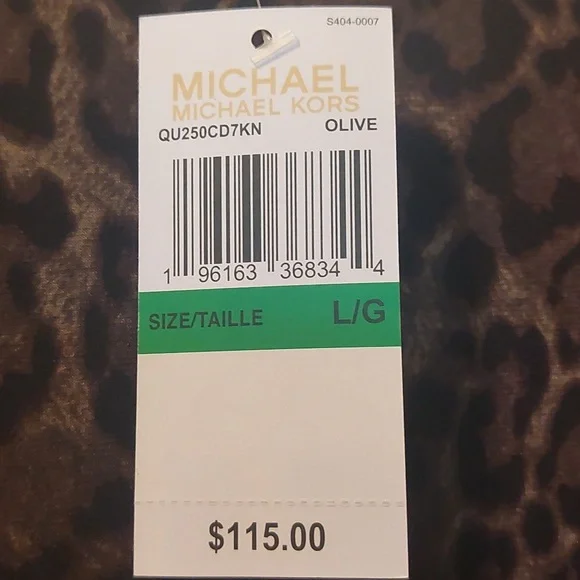 S404-0007
MICHAEL
MICHAEL KORS
QU250CD7KN OLIVE
1 96163 36834 4
SIZE/TAILLE L/G
$115.00